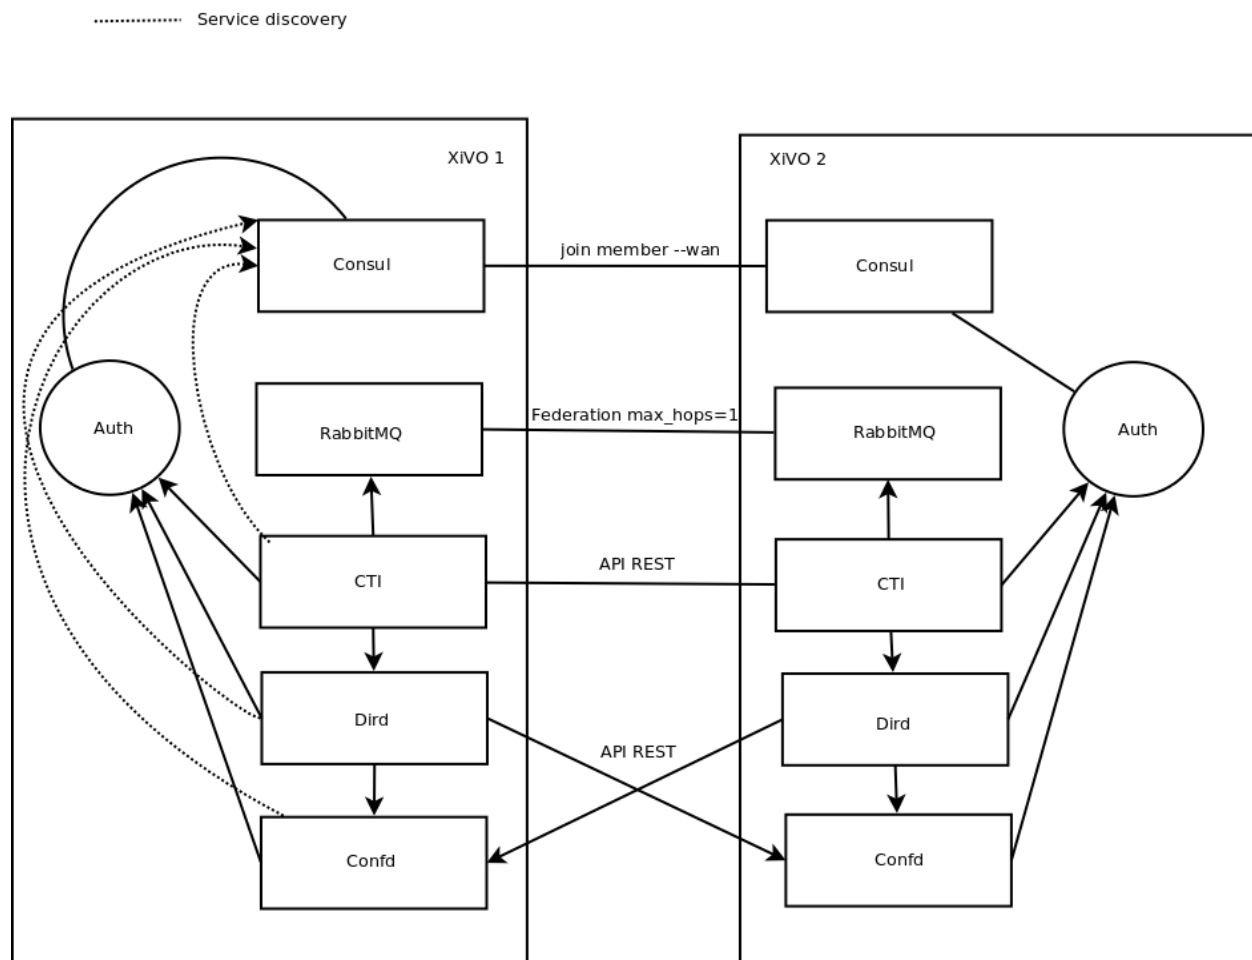 Service discovery
XiVO 1
XiVO 2
join member --wan
Consul
Consul
Federation max_hops=1
Auth
RabbitMQ
RabbitMQ
Auth
API REST
CTI
CTI
Dird
Dird
API REST
Confd
Confd